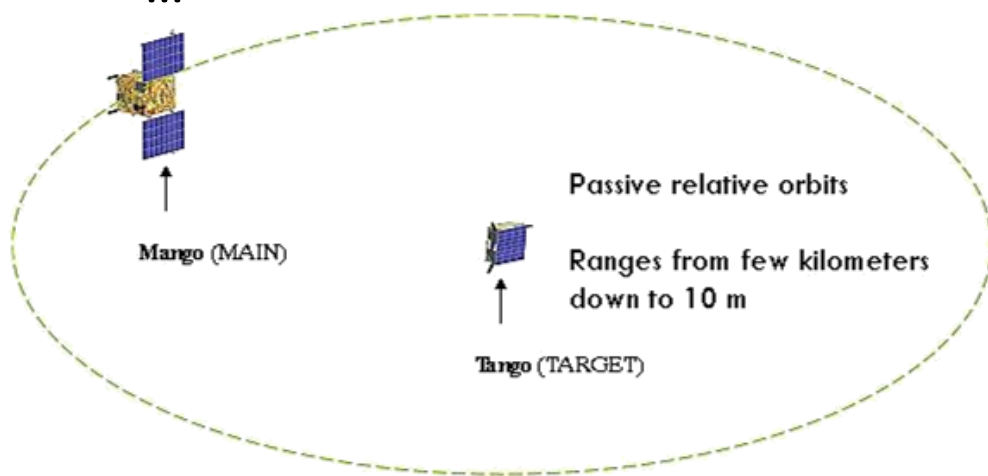 ...
Passive relative orbits
Mango (MAIN)
Ranges from few kilometers
down to 10 m
Tango (TARGET)